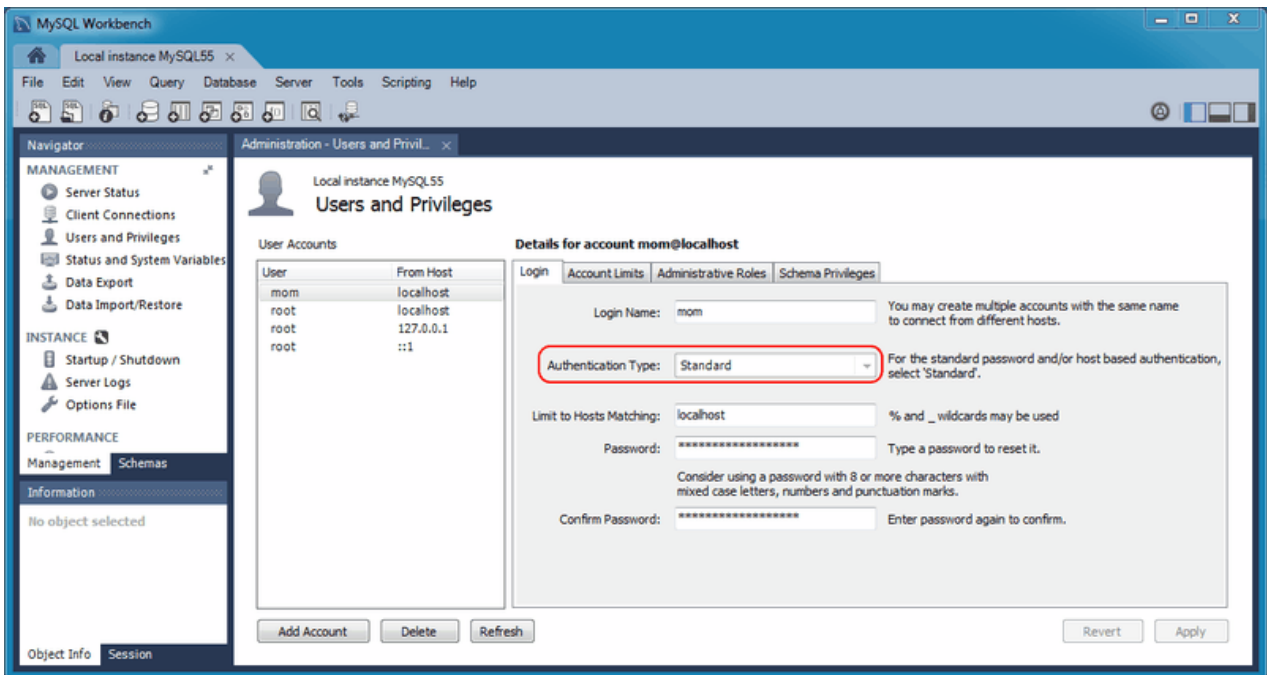 MySQL Workbench
Local instance MySQL55
File Edit View Query Database Server Tools Scripting Help
Navigator
MANAGEMENT
Server Status
Client Connections
Users and Privileges
Status and System Variables
Data Export
Data Import/Restore
INSTANCE
Startup / Shutdown
Server Logs
Options File
PERFORMANCE
Management Schemas
Information
No object selected
Object Info Session
Administration - Users and Privil...
Local instance MySQL55
Users and Privileges
User Accounts
User From Host
mom localhost
root localhost
root 127.0.0.1
root ::1
Add Account Delete Refresh
Details for account mom@localhost
Login Account Limits Administrative Roles Schema Privileges
Login Name: mom
You may create multiple accounts with the same name
to connect from different hosts.
Authentication Type: Standard
For the standard password and/or host based authentication,
select 'Standard'.
Limit to Hosts Matching: localhost % and _ wildcards may be used
Password: ****************** Type a password to reset it.
Consider using a password with 8 or more characters with
mixed case letters, numbers and punctuation marks.
Confirm Password: ****************** Enter password again to confirm.
Revert Apply